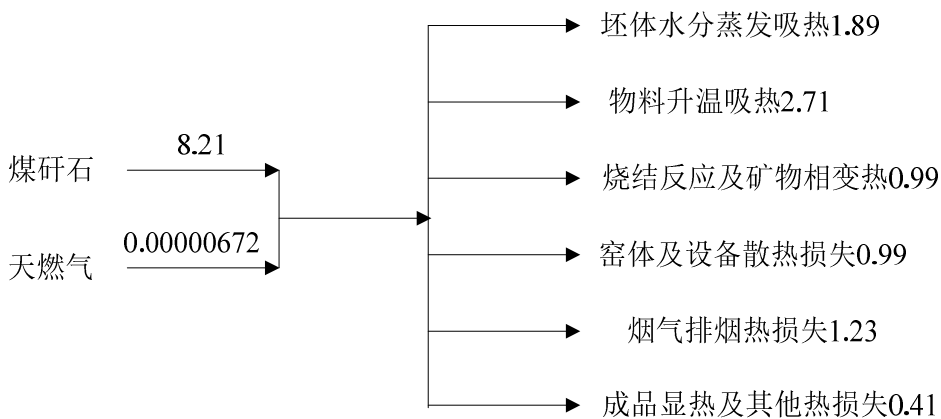 坯体水分蒸发吸热1.89
物料升温吸热2.71
8.21
煤矸石
烧结反应及矿物相变热0.99
0.00000672
天燃气
窑体及设备散热损失0.99
烟气排烟热损失1.23
成品显热及其他热损失0.41